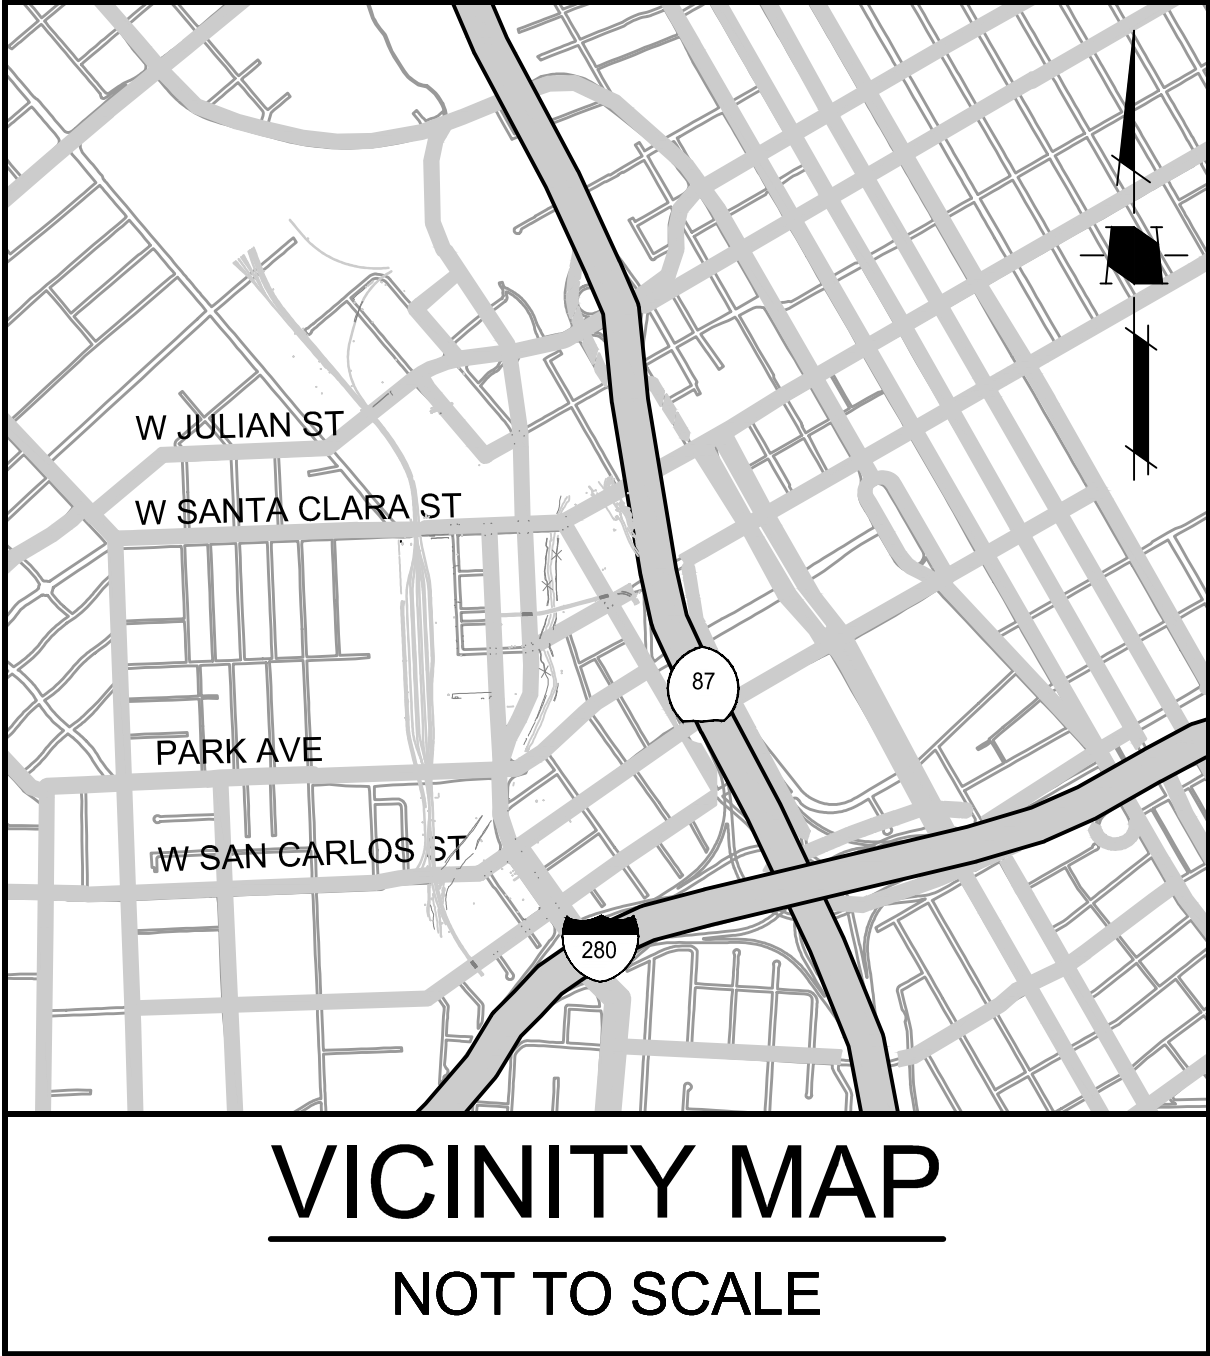 W JULIAN ST
W SANTA CLARA ST
87
PARK AVE
W SAN CARLOS ST
280
VICINITY MAP
NOT TO SCALE